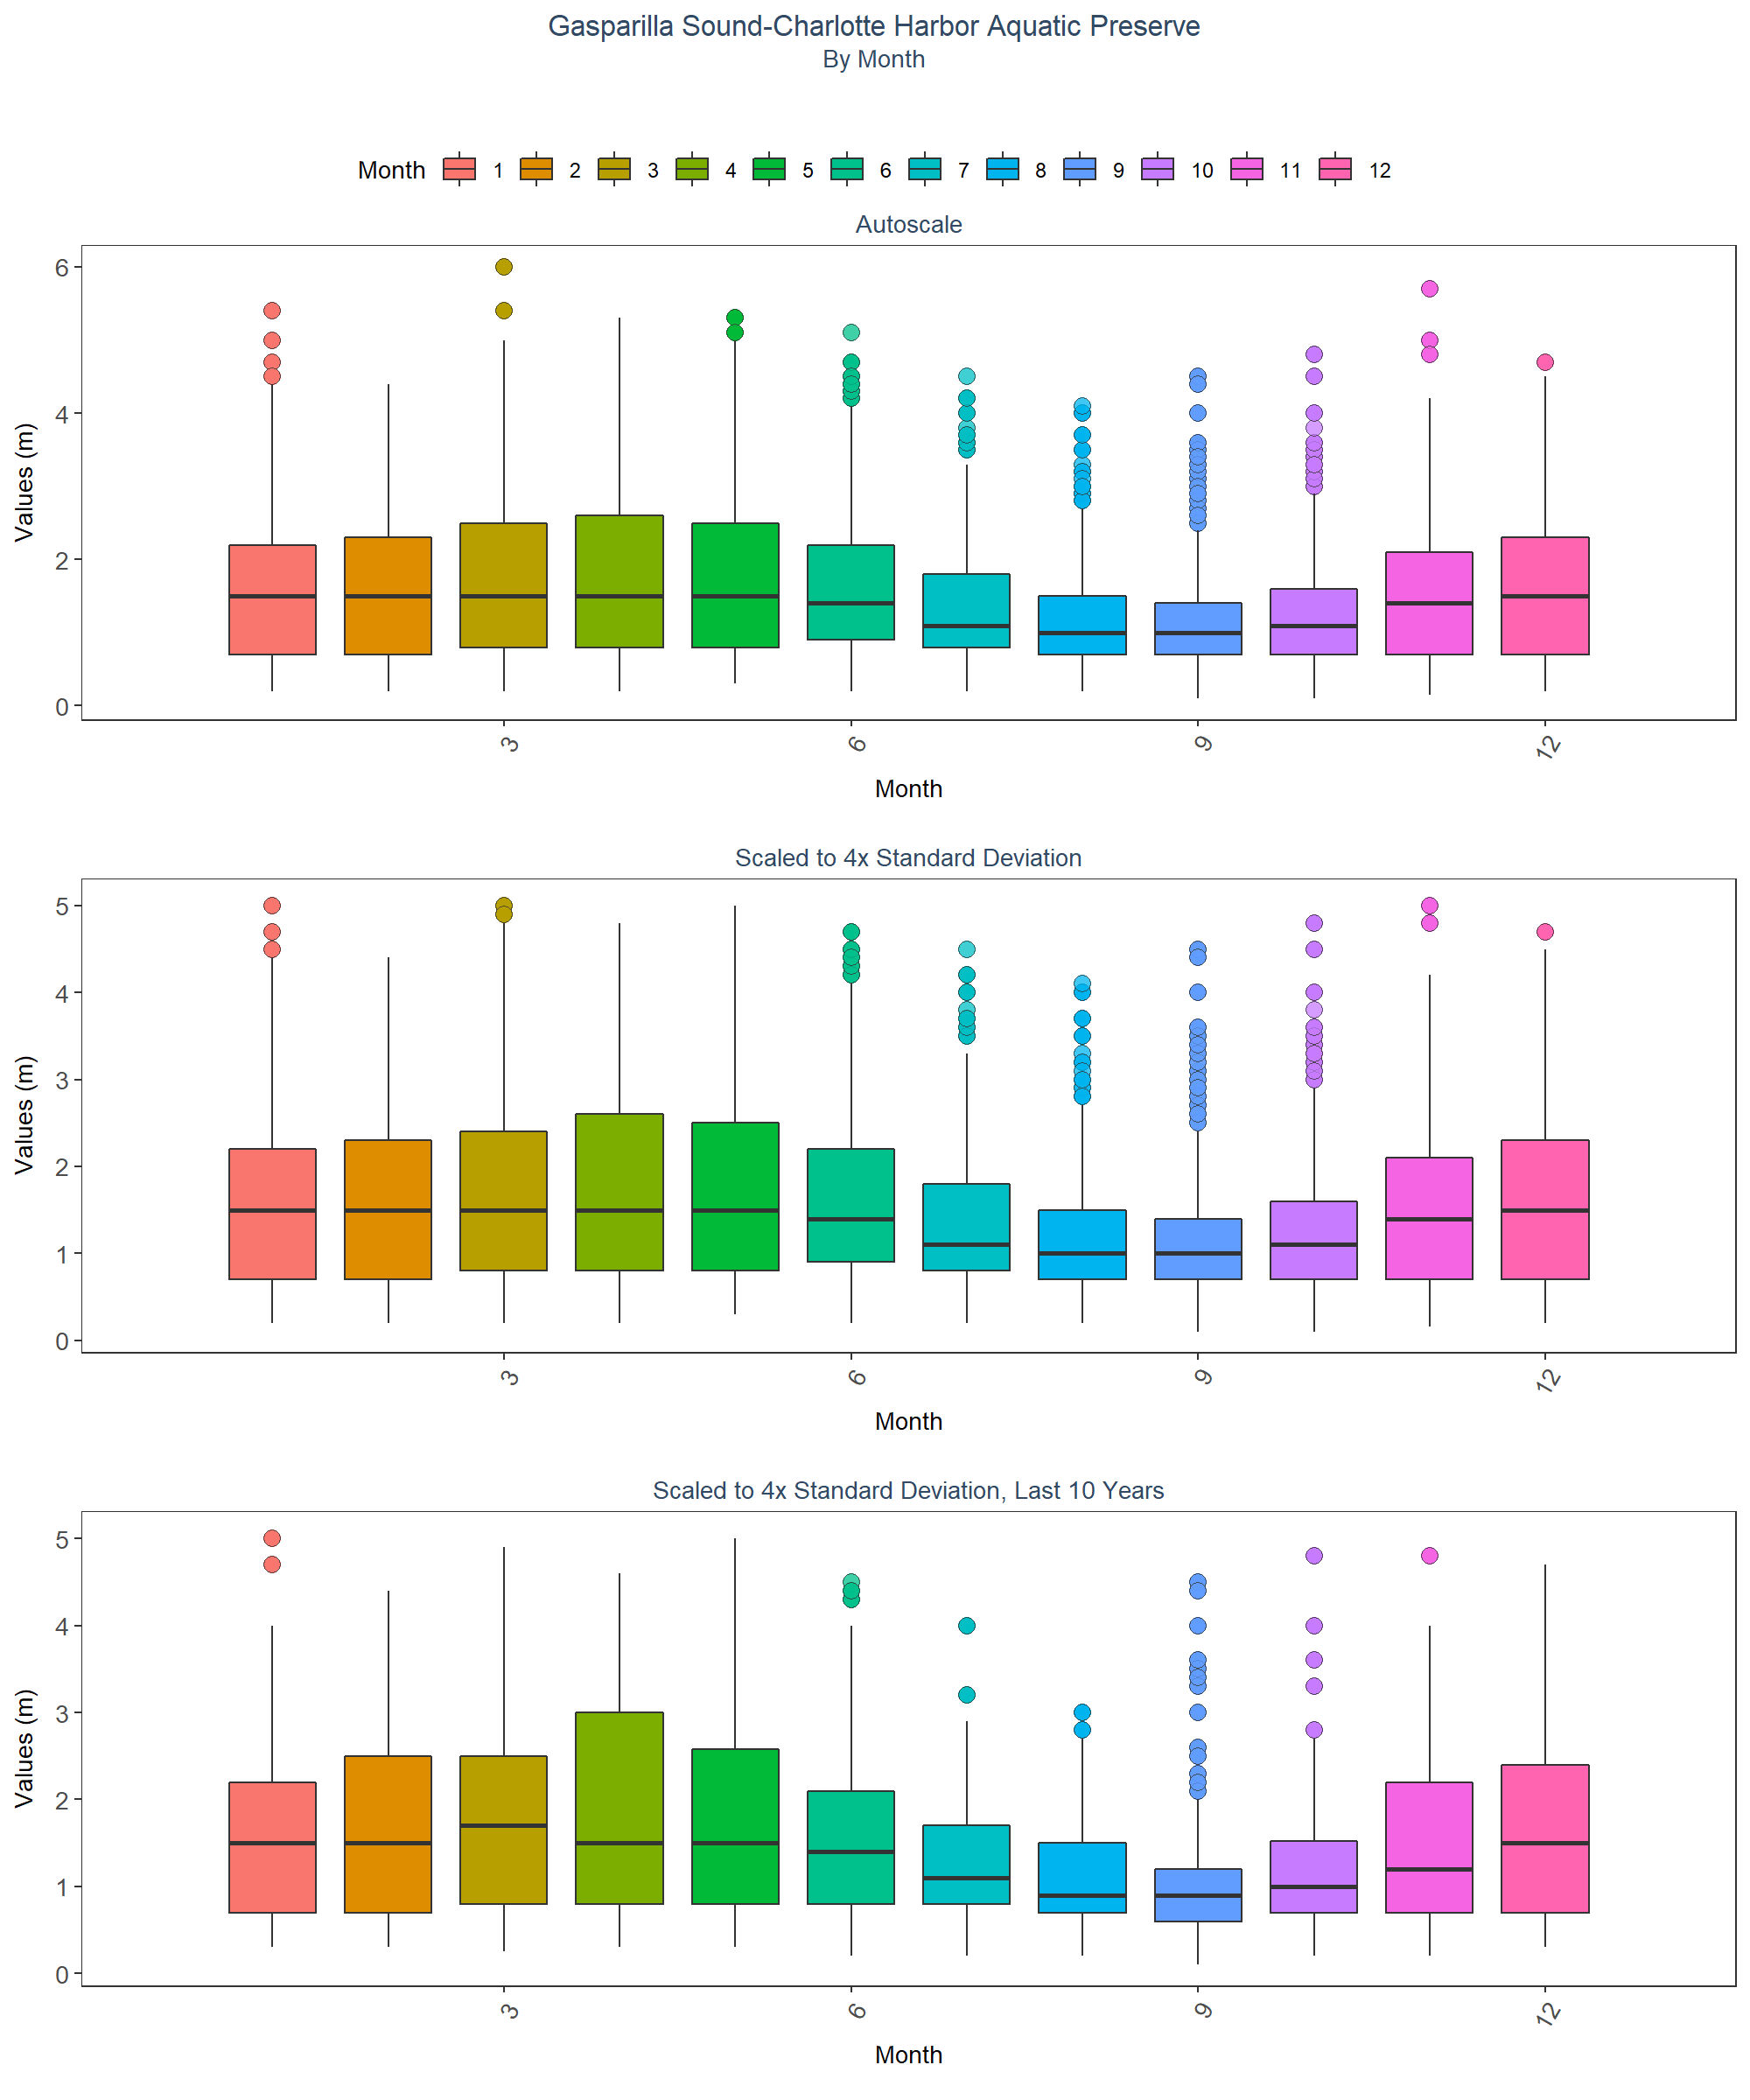 Gasparilla Sound-Charlotte Harbor Aquatic Preserve
By Month
Month 1 2 3 4 5 6 7 8 9 10 11 12
Autoscale
6
4
2
0
Values (m)
3 6 9 12
Month
Scaled to 4x Standard Deviation
5
4
3
2
1
0
Values (m)
3 6 9 12
Month
Scaled to 4x Standard Deviation, Last 10 Years
5
4
3
2
1
0
Values (m)
3 6 9 12
Month